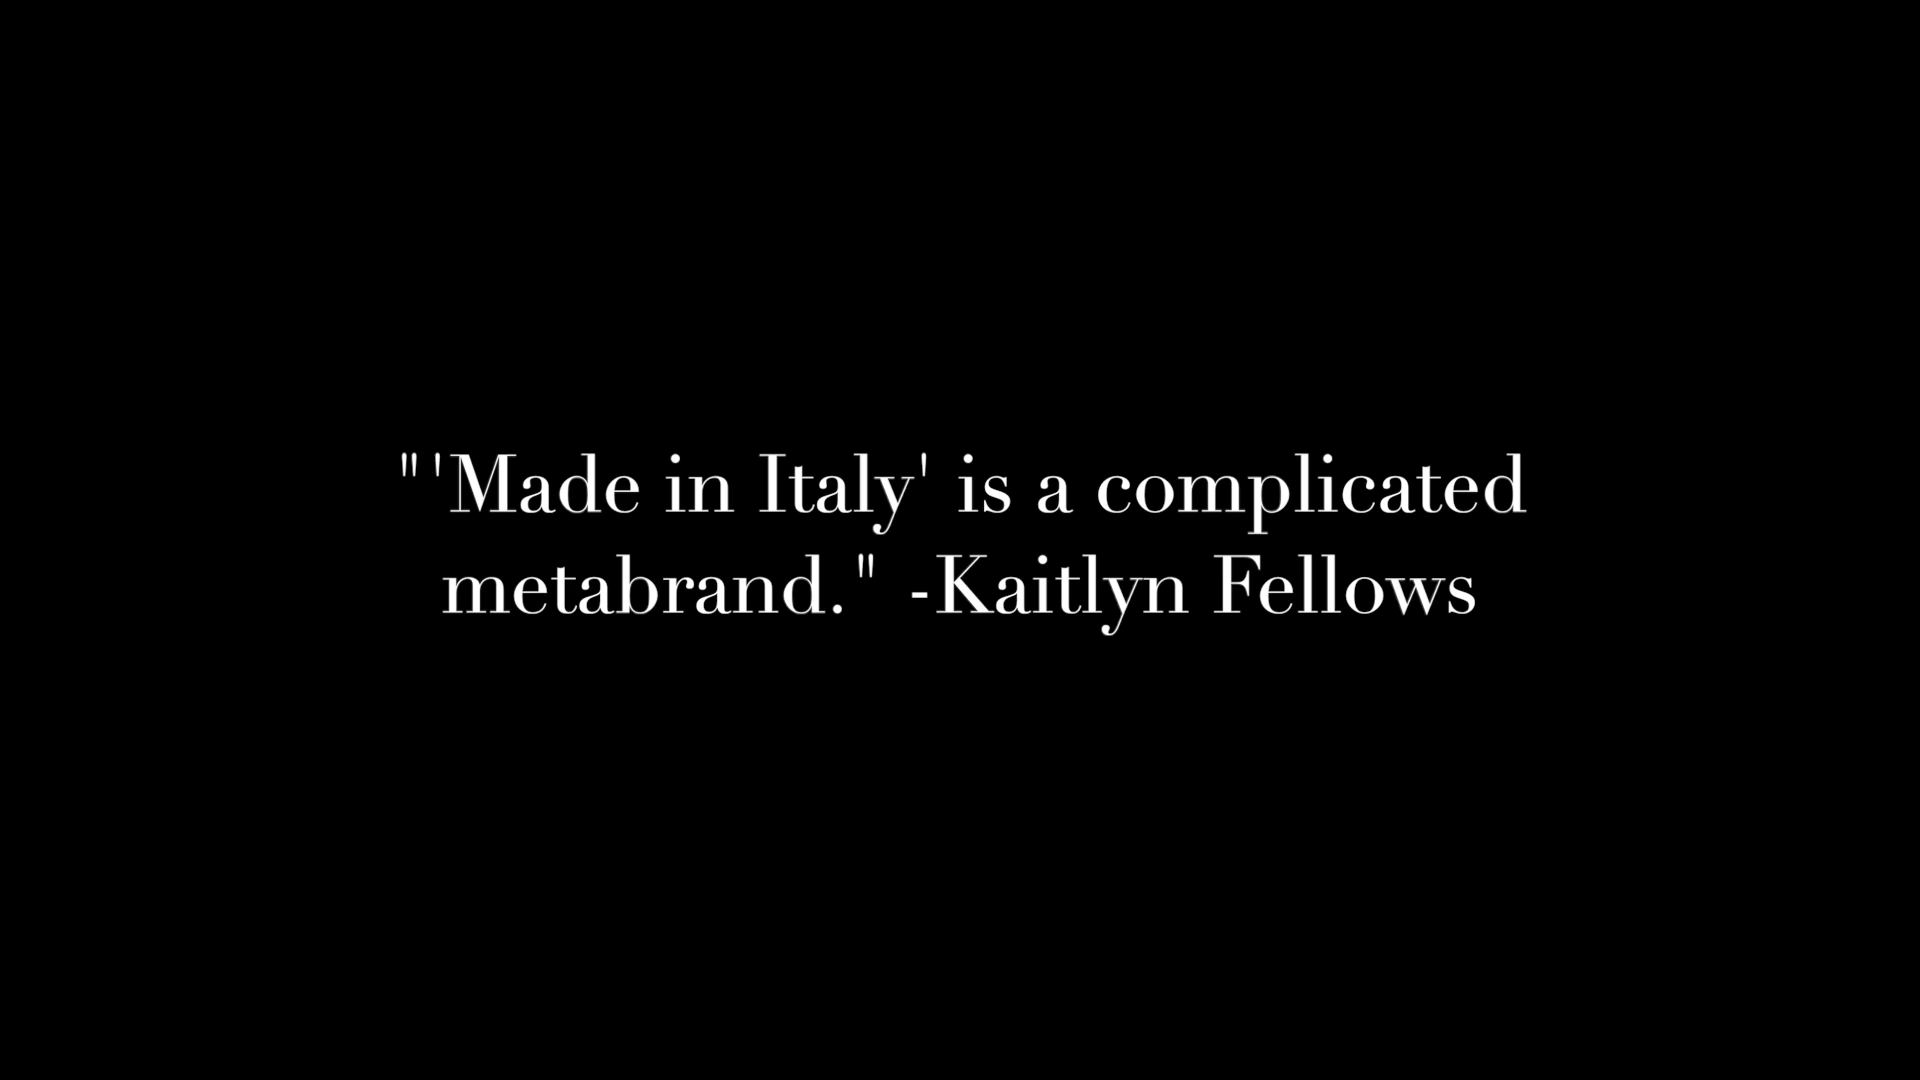 "'Made in Italy' is a complicated
metabrand." -Kaitlyn Fellows